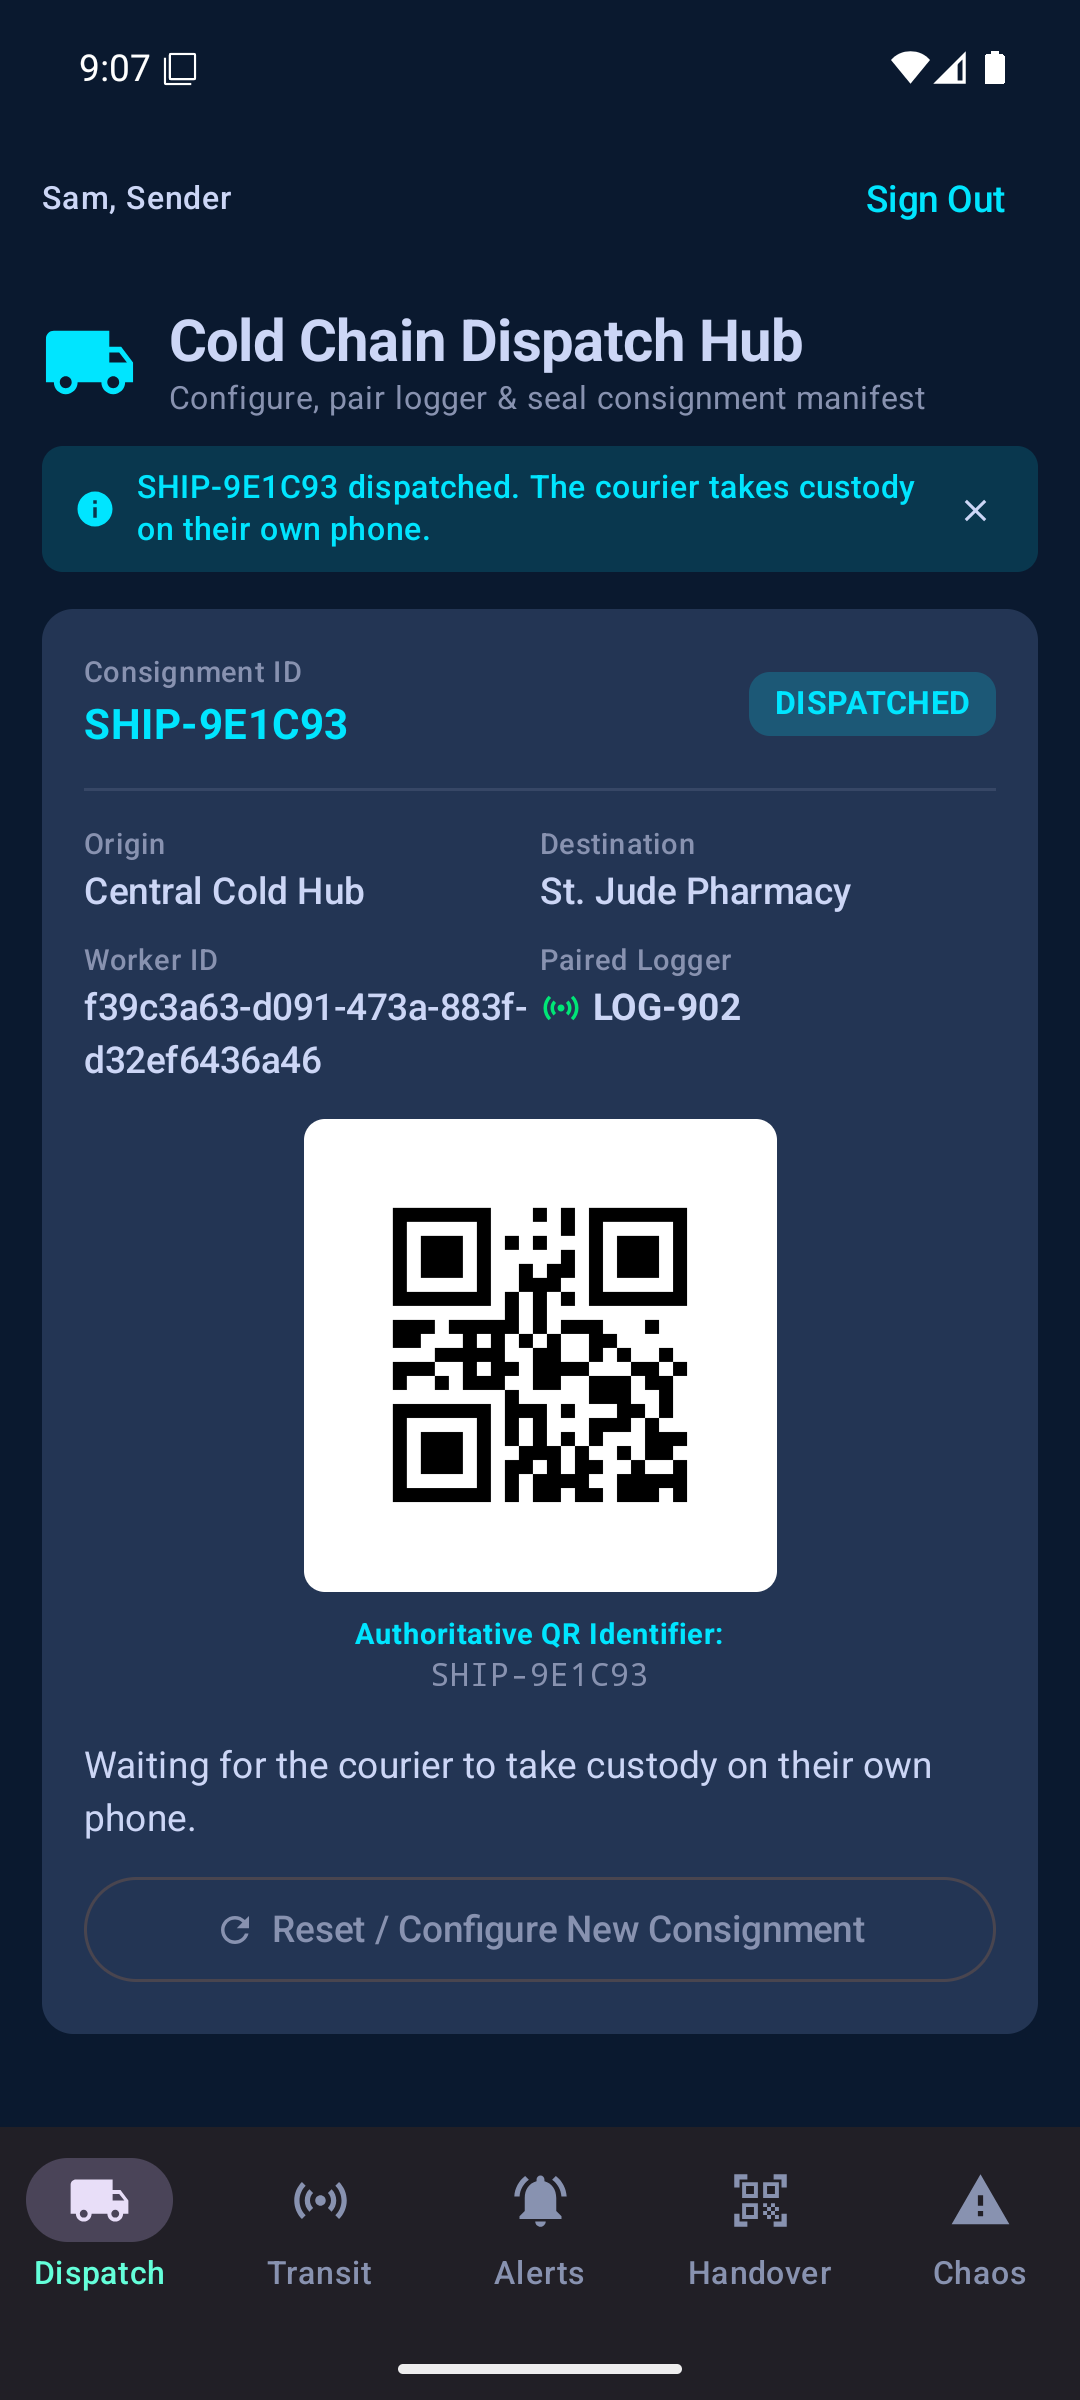 9:07
Sam, Sender
Sign Out
Cold Chain Dispatch Hub
Configure, pair logger & seal consignment manifest
SHIP-9E1C93 dispatched. The courier takes custody
on their own phone.
Consignment ID
SHIP-9E1C93
DISPATCHED
Origin
Central Cold Hub
Destination
St. Jude Pharmacy
Worker ID
f39c3a63-d091-473a-883f-
d32ef6436a46
Paired Logger
LOG-902
Authoritative QR Identifier:
SHIP-9E1C93
Waiting for the courier to take custody on their own
phone.
Reset / Configure New Consignment
Dispatch
Transit
Alerts
Handover
Chaos